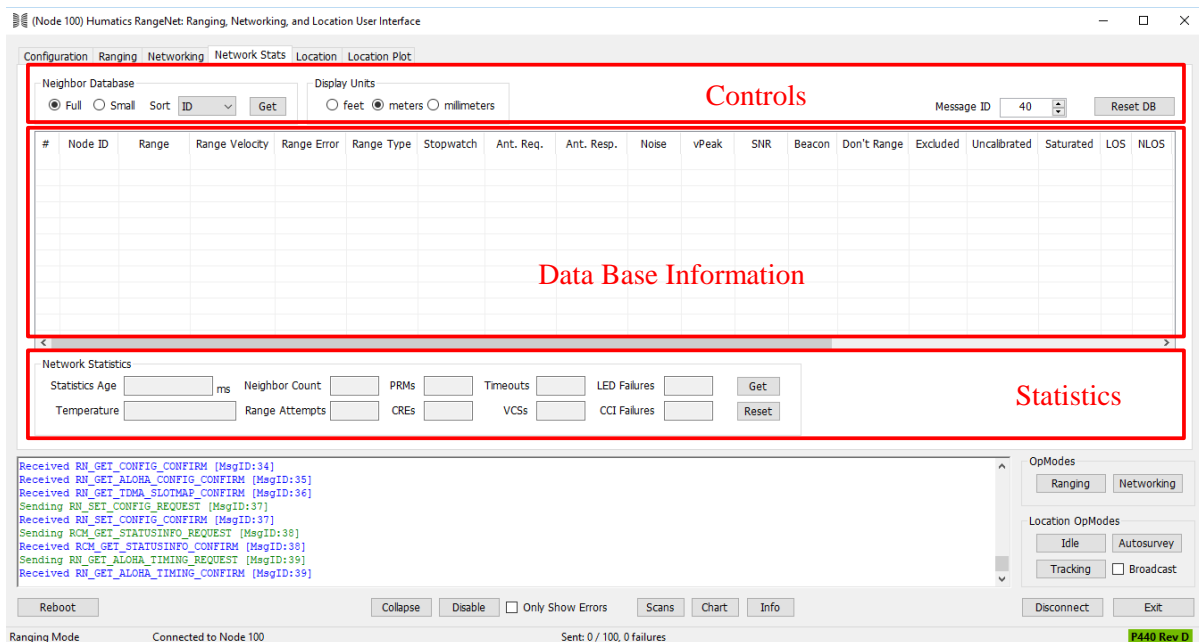 (Node 100) Humatics RangeNet: Ranging, Networking, and Location User Interface
Configuration Ranging Networking Network Stats Location Location Plot
Neighbor Database Display Units
Full Small Sort ID Get feet meters millimeters Controls Message ID 40 Reset DB
# Node ID Range Range Velocity Range Error Range Type Stopwatch Ant. Req. Ant. Resp. Noise vPeak SNR Beacon Don't Range Excluded Uncalibrated Saturated LOS NLOS
Data Base Information
Network Statistics
Statistics Age ms Neighbor Count PRMs Timeouts LED Failures Get
Statistics
Temperature Range Attempts CREs VCSs CCI Failures Reset
Received RN_GET_CONFIG_CONFIRM [MsgID:34]
Received RN_GET_ALOHA_CONFIG_CONFIRM [MsgID:35]
Received RN_GET_TDMA_SLOTMAP_CONFIRM [MsgID:36]
Sending RN_SET_CONFIG_REQUEST [MsgID:37]
Received RN_SET_CONFIG_CONFIRM [MsgID:37]
Sending RCM_GET_STATUSINFO_REQUEST [MsgID:38]
Received RCM_GET_STATUSINFO_CONFIRM [MsgID:38]
Sending RN_GET_ALOHA_TIMING_REQUEST [MsgID:39]
Received RN_GET_ALOHA_TIMING_CONFIRM [MsgID:39]
OpModes
Ranging Networking
Location OpModes
Idle Autosurvey
Tracking Broadcast
Reboot Collapse Disable Only Show Errors Scans Chart Info Disconnect Exit
Ranging Mode Connected to Node 100 Sent: 0 / 100, 0 failures P440 Rev D